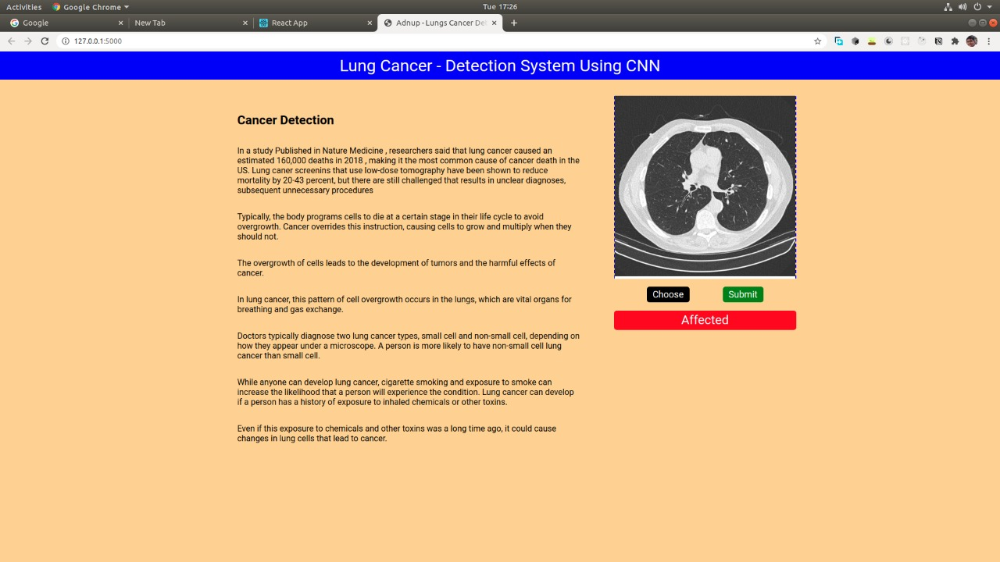 Activities Google Chrome Tue 17:26
Google New Tab React App Adnup - Lungs Cancer De
127.0.0.1:5000
Lung Cancer - Detection System Using CNN
Cancer Detection
In a study Published in Nature Medicine , researchers said that lung cancer caused an
estimated 160,000 deaths in 2018 , making it the most common cause of cancer death in the
US. Lung caner screenins that use low-dose tomography have been shown to reduce
mortality by 20-43 percent, but there are still challenged that results in unclear diagnoses,
subsequent unnecessary procedures
Typically, the body programs cells to die at a certain stage in their life cycle to avoid
overgrowth. Cancer overrides this instruction, causing cells to grow and multiply when they
should not.
The overgrowth of cells leads to the development of tumors and the harmful effects of
cancer.
In lung cancer, this pattern of cell overgrowth occurs in the lungs, which are vital organs for
breathing and gas exchange.
Doctors typically diagnose two lung cancer types, small cell and non-small cell, depending on
how they appear under a microscope. A person is more likely to have non-small cell lung
cancer than small cell.
While anyone can develop lung cancer, cigarette smoking and exposure to smoke can
increase the likelihood that a person will experience the condition. Lung cancer can develop
if a person has a history of exposure to inhaled chemicals or other toxins.
Even if this exposure to chemicals and other toxins was a long time ago, it could cause
changes in lung cells that lead to cancer.
Choose Submit
Affected